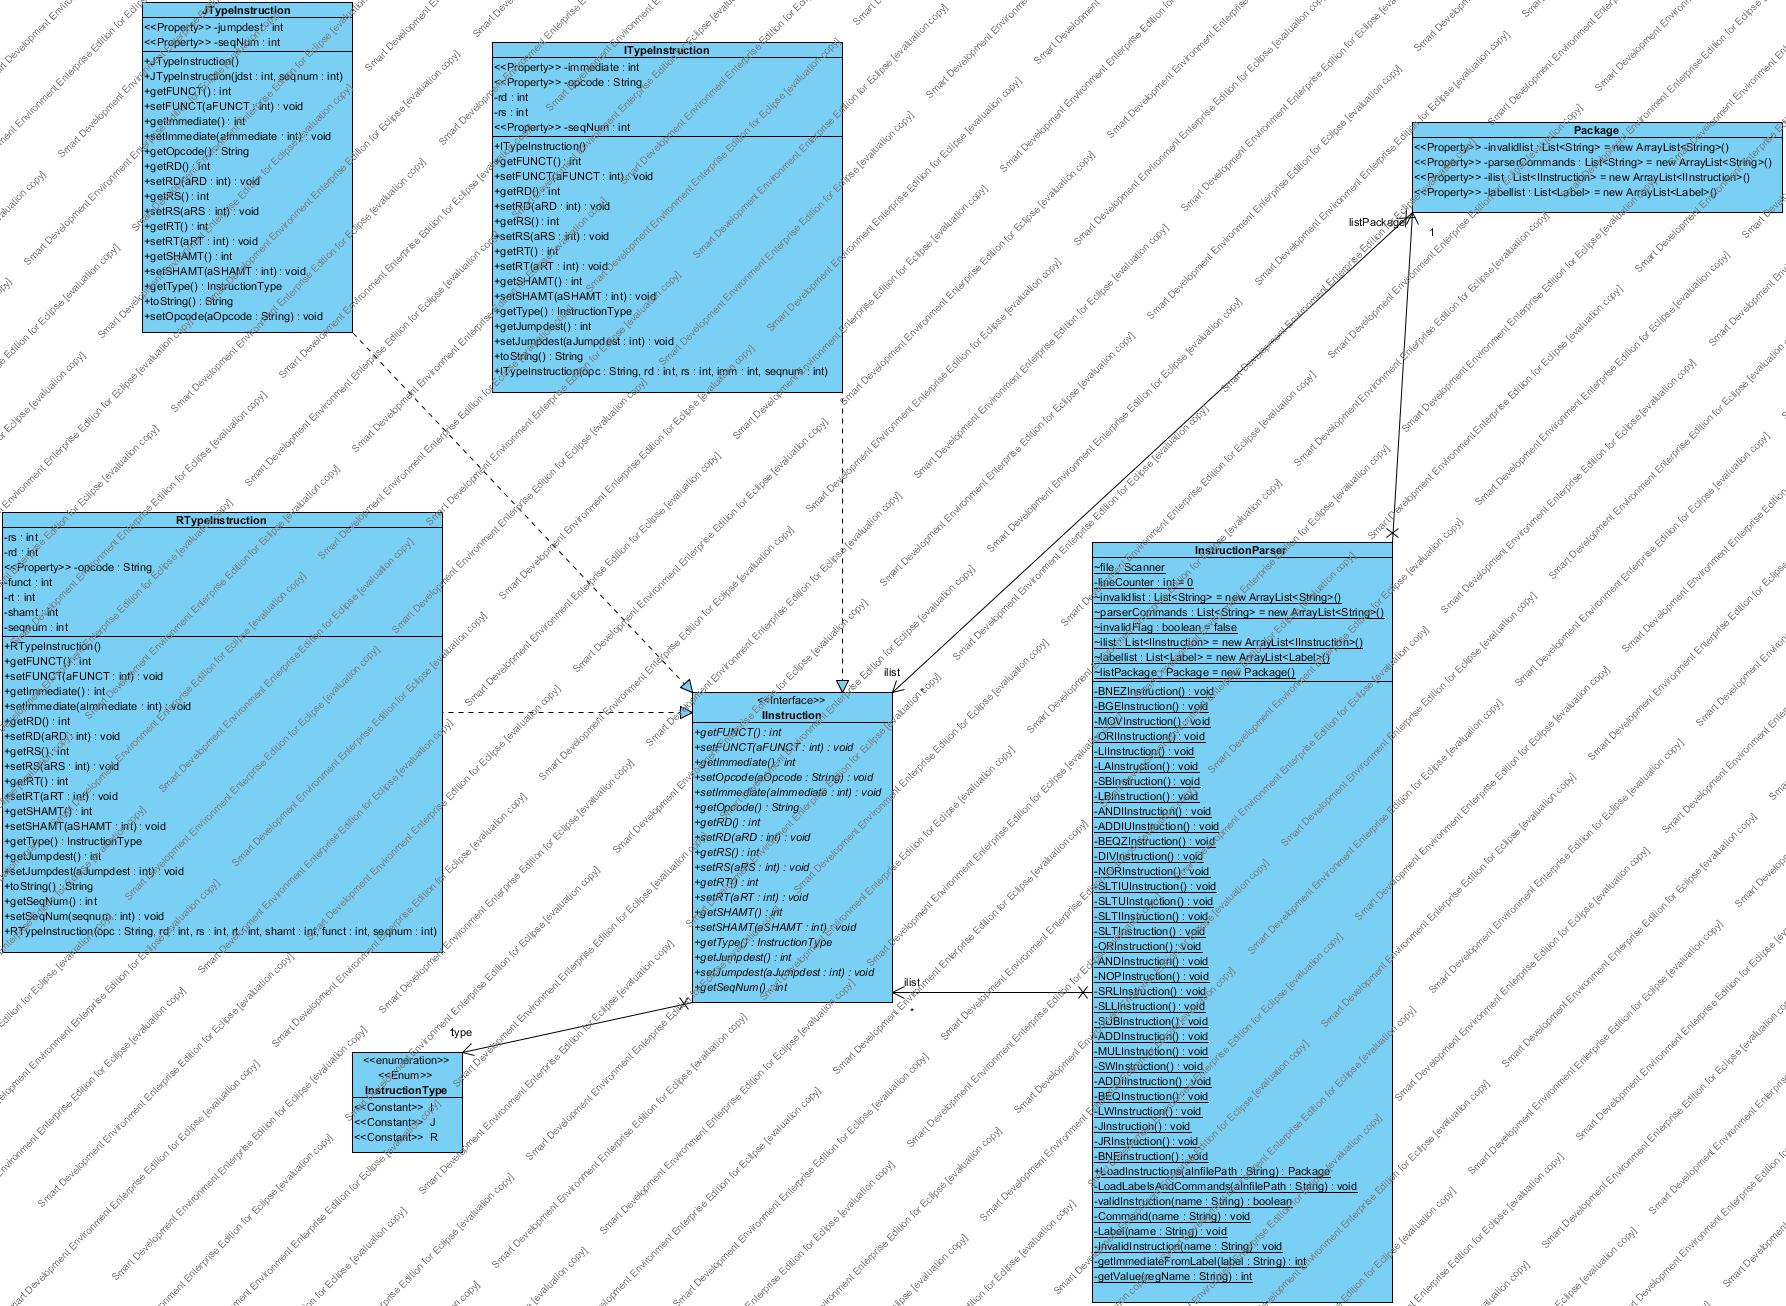 JTypeInstruction
<<Property>> -jumpdest : int
<<Property>> -seqNum : int
+JTypeInstruction()
+JTypeInstruction(jdst : int, seqnum : int)
+getFUNCT() : int
+setFUNCT(aFUNCT : int) : void
+getImmediate() : int
+setImmediate(aImmediate : int) : void
+getOpcode() : String
+getRD() : int
+setRD(aRD : int) : void
+getRS() : int
+setRS(aRS : int) : void
+getRT() : int
+setRT(aRT : int) : void
+getSHAMT() : int
+setSHAMT(aSHAMT : int) : void
+getType() : InstructionType
+toString() : String
+setOpcode(aOpcode : String) : void
ITypeInstruction
<<Property>> -immediate : int
<<Property>> -opcode : String
-rd : int
-rs : int
<<Property>> -seqNum : int
+ITypeInstruction()
+getFUNCT() : int
+setFUNCT(aFUNCT : int) : void
+getRD() : int
+setRD(aRD : int) : void
+getRS() : int
+setRS(aRS : int) : void
+getRT() : int
+setRT(aRT : int) : void
+getSHAMT() : int
+setSHAMT(aSHAMT : int) : void
+getType() : InstructionType
+getJumpdest() : int
+setJumpdest(aJumpdest : int) : void
+toString() : String
+ITypeInstruction(opc : String, rd : int, rs : int, imm : int, seqnum : int)
Package
<<Property>> -invalidlist : List<String> = new ArrayList<String>()
<<Property>> -parserCommands : List<String> = new ArrayList<String>()
<<Property>> -ilist : List<IInstruction> = new ArrayList<IInstruction>()
<<Property>> -labellist : List<Label> = new ArrayList<Label>()
listPackage
1
RTypeInstruction
-rs : int
-rd : int
<<Property>> -opcode : String
-funct : int
-rt : int
-shamt : int
-seqnum : int
+RTypeInstruction()
+getFUNCT() : int
+setFUNCT(aFUNCT : int) : void
+getImmediate() : int
+setImmediate(aImmediate : int) : void
+getRD() : int
+setRD(aRD : int) : void
+getRS() : int
+setRS(aRS : int) : void
+getRT() : int
+setRT(aRT : int) : void
+getSHAMT() : int
+setSHAMT(aSHAMT : int) : void
+getType() : InstructionType
+getJumpdest() : int
+setJumpdest(aJumpdest : int) : void
+toString() : String
+getSeqNum() : int
+setSeqNum(seqnum : int) : void
+RTypeInstruction(opc : String, rd : int, rs : int, rt : int, shamt : int, funct : int, seqnum : int)
ilist
*
<<Interface>>
IInstruction
+getFUNCT() : int
+setFUNCT(aFUNCT : int) : void
+getImmediate() : int
+setOpcode(aOpcode : String) : void
+setImmediate(aImmediate : int) : void
+getOpcode() : String
+getRD() : int
+setRD(aRD : int) : void
+getRS() : int
+setRS(aRS : int) : void
+getRT() : int
+setRT(aRT : int) : void
+getSHAMT() : int
+setSHAMT(aSHAMT : int) : void
+getType() : InstructionType
+getJumpdest() : int
+setJumpdest(aJumpdest : int) : void
+getSeqNum() : int
ilist
*
type
<<enumeration>>
<<Enum>>
InstructionType
<<Constant>> I
<<Constant>> J
<<Constant>> R
InstructionParser
~file : Scanner
-lineCounter : int = 0
~invalidlist : List<String> = new ArrayList<String>()
~parserCommands : List<String> = new ArrayList<String>()
~invalidFlag : boolean = false
~ilist : List<IInstruction> = new ArrayList<IInstruction>()
~labellist : List<Label> = new ArrayList<Label>()
~listPackage : Package = new Package()
-BNEZInstruction() : void
-BGEInstruction() : void
-MOVInstruction() : void
-ORIInstruction() : void
-LIInstruction() : void
-LAInstruction() : void
-SBInstruction() : void
-LBInstruction() : void
-ANDIInstruction() : void
-ADDIUInstruction() : void
-BEQZInstruction() : void
-DIVInstruction() : void
-NORInstruction() : void
-SLTIUInstruction() : void
-SLTUInstruction() : void
-SLTIInstruction() : void
-SLTInstruction() : void
-ORInstruction() : void
-ANDInstruction() : void
-NOPInstruction() : void
-SRLInstruction() : void
-SLLInstruction() : void
-SUBInstruction() : void
-ADDInstruction() : void
-MULInstruction() : void
-SWInstruction() : void
-ADDIInstruction() : void
-BEQInstruction() : void
-LWInstruction() : void
-JInstruction() : void
-JRInstruction() : void
-BNEInstruction() : void
+LoadInstructions(aInfilePath : String) : Package
-LoadLabelsAndCommands(aInfilePath : String) : void
-validInstruction(name : String) : boolean
-Command(name : String) : void
-Label(name : String) : void
-InvalidInstruction(name : String) : void
-getImmediateFromLabel(label : String) : int
-getValue(regName : String) : int
Smart Development Environment Enterprise Edition for Eclipse [evaluation copy]